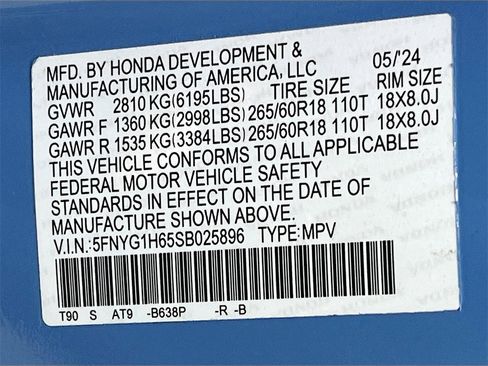 MFD. BY HONDA DEVELOPMENT &
MANUFACTURING OF AMERICA, LLC 05/'24
GVWR 2810 KG(6195LBS) TIRE SIZE RIM SIZE
GAWR F 1360 KG(2998LBS) 265/60R18 110T 18X8.0J
GAWR R 1535 KG(3384LBS) 265/60R18 110T 18X8.0J
THIS VEHICLE CONFORMS TO ALL APPLICABLE
FEDERAL MOTOR VEHICLE SAFETY
STANDARDS IN EFFECT ON THE DATE OF
MANUFACTURE SHOWN ABOVE.
V.I.N.:5FNYG1H65SB025896 TYPE:MPV
T90 S AT9 -B638P -R -B